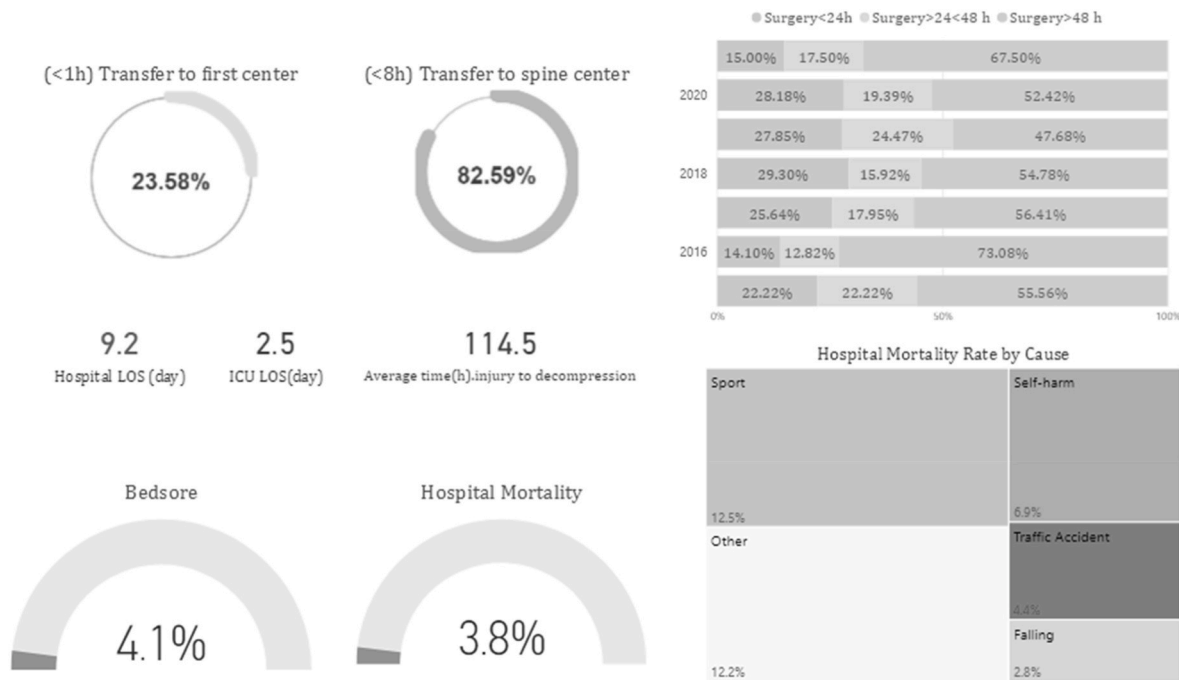 (<1h) Transfer to first center
23.58%
(<8h) Transfer to spine center
82.59%
9.2
Hospital LOS (day)
2.5
ICU LOS(day)
114.5
Average time(h).injury to decompression
Bedsore
4.1%
Hospital Mortality
3.8%
Surgery<24h Surgery>24<48 h Surgery>48 h
15.00% 17.50% 67.50%
2020 28.18% 19.39% 52.42%
27.85% 24.47% 47.68%
2018 29.30% 15.92% 54.78%
25.64% 17.95% 56.41%
2016 14.10% 12.82% 73.08%
22.22% 22.22% 55.56%
0% 50% 100%
Hospital Mortality Rate by Cause
Sport
12.5%
Other
12.2%
Self-harm
6.9%
Traffic Accident
4.4%
Falling
2.8%